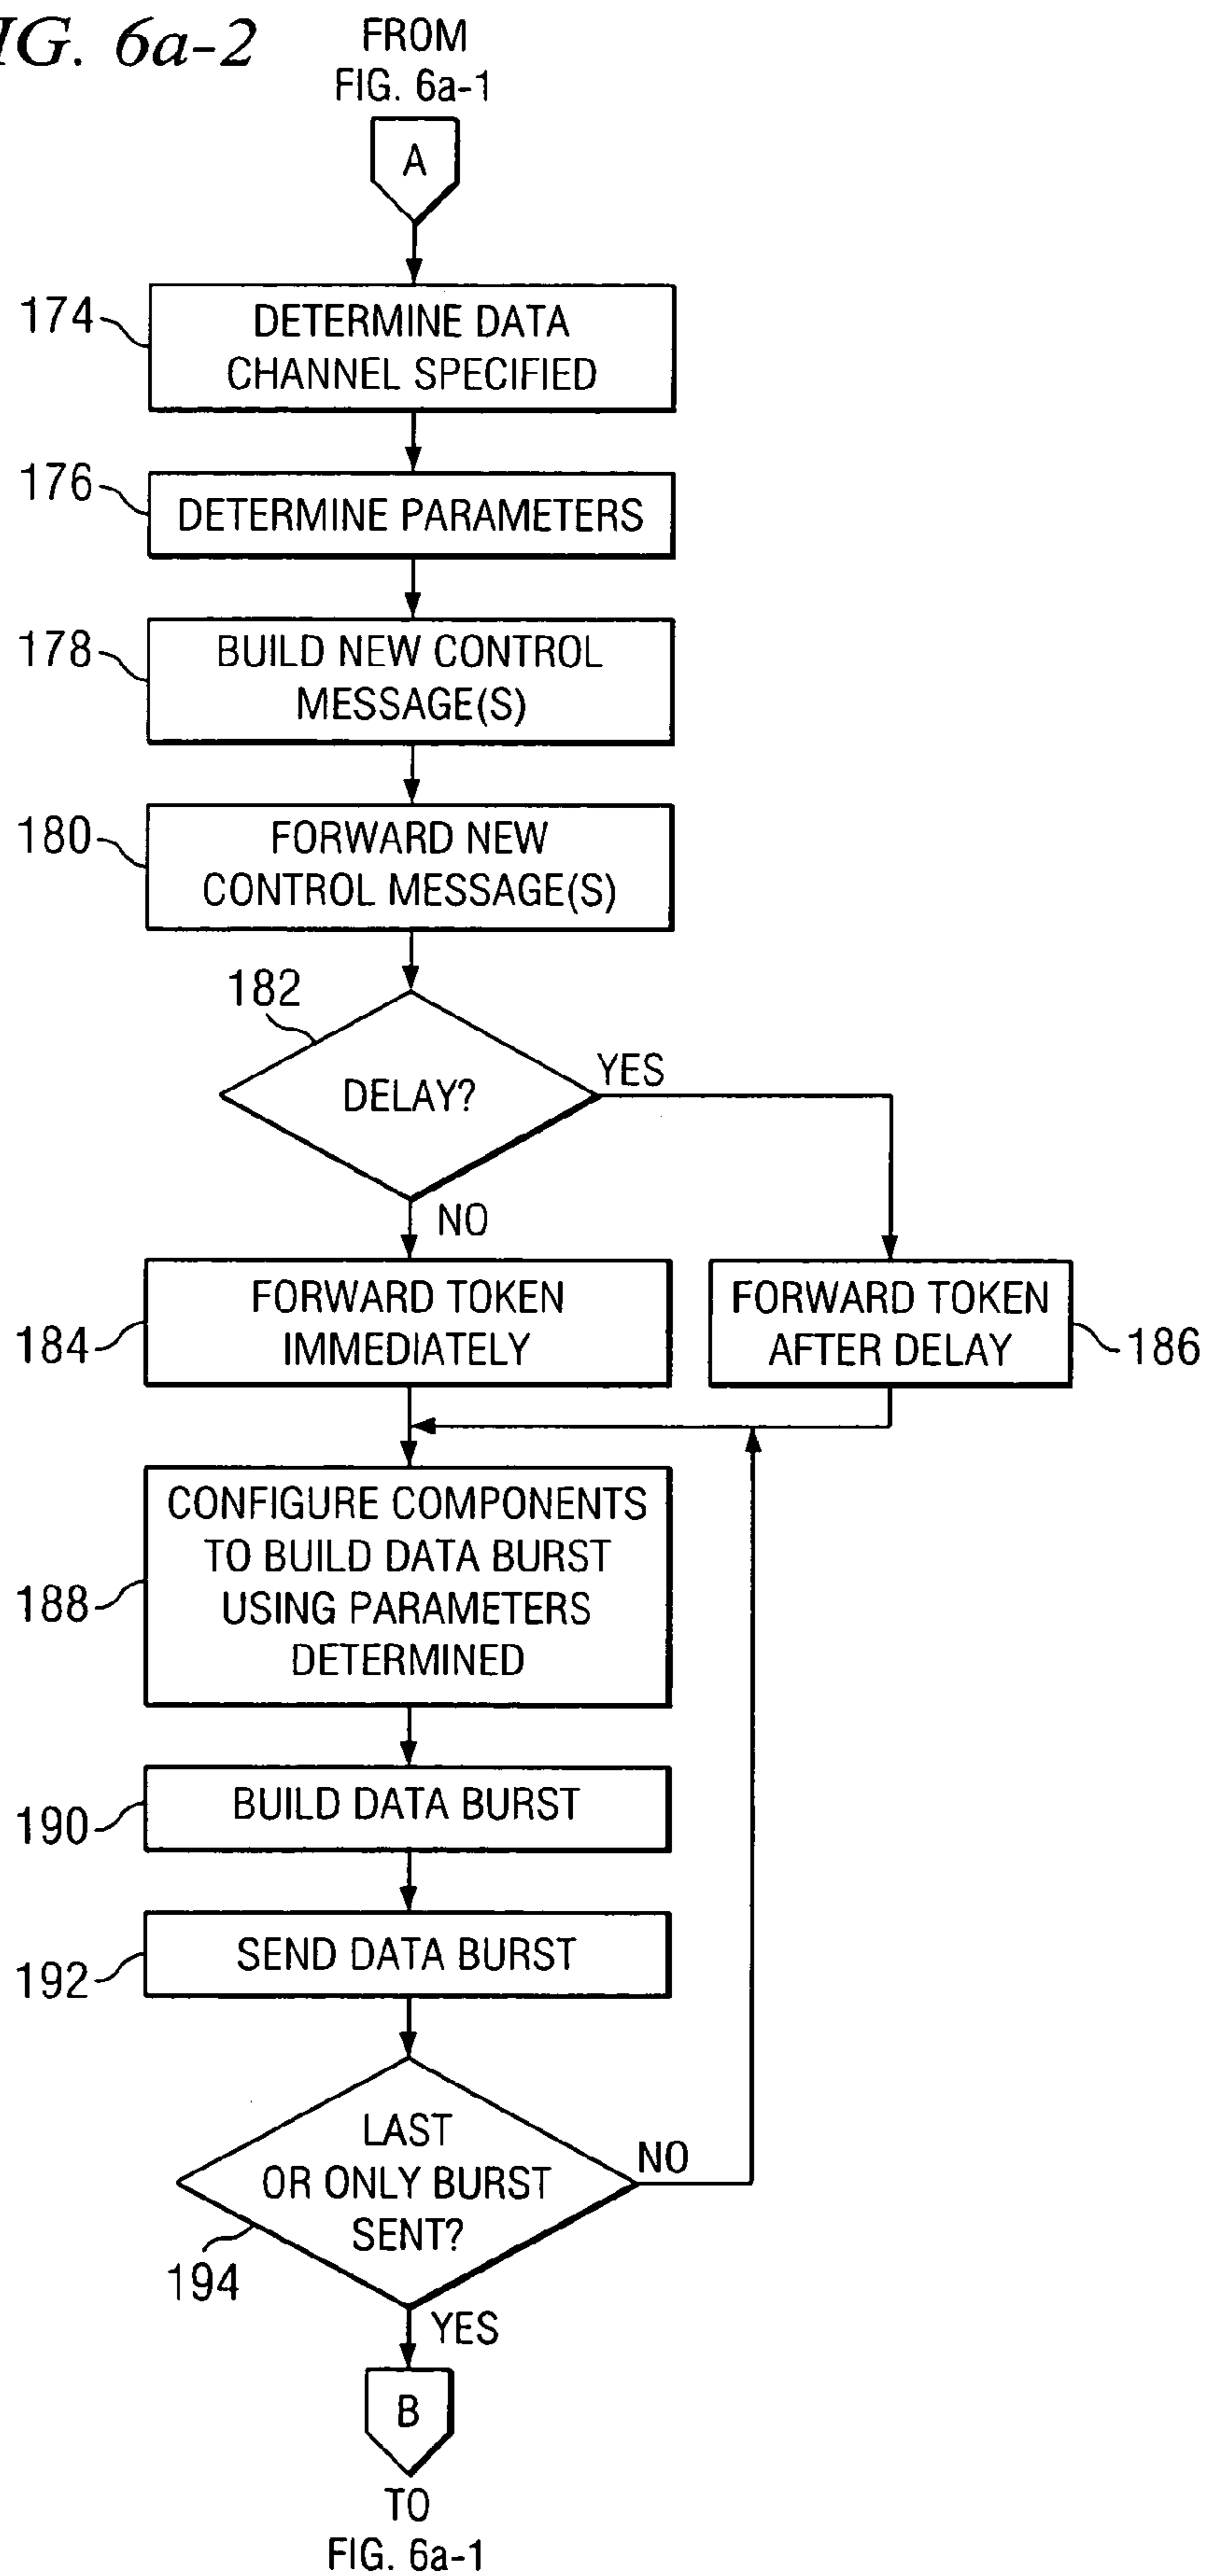 IG. 6a-2
FROM
FIG. 6a-1
A
174
DETERMINE DATA
CHANNEL SPECIFIED
176
DETERMINE PARAMETERS
178
BUILD NEW CONTROL
MESSAGE(S)
180
FORWARD NEW
CONTROL MESSAGE(S)
182
DELAY?
YES
NO
184
FORWARD TOKEN
IMMEDIATELY
FORWARD TOKEN
AFTER DELAY
186
188
CONFIGURE COMPONENTS
TO BUILD DATA BURST
USING PARAMETERS
DETERMINED
190
BUILD DATA BURST
192
SEND DATA BURST
LAST
OR ONLY BURST
SENT?
NO
194
YES
B
TO
FIG. 6a-1